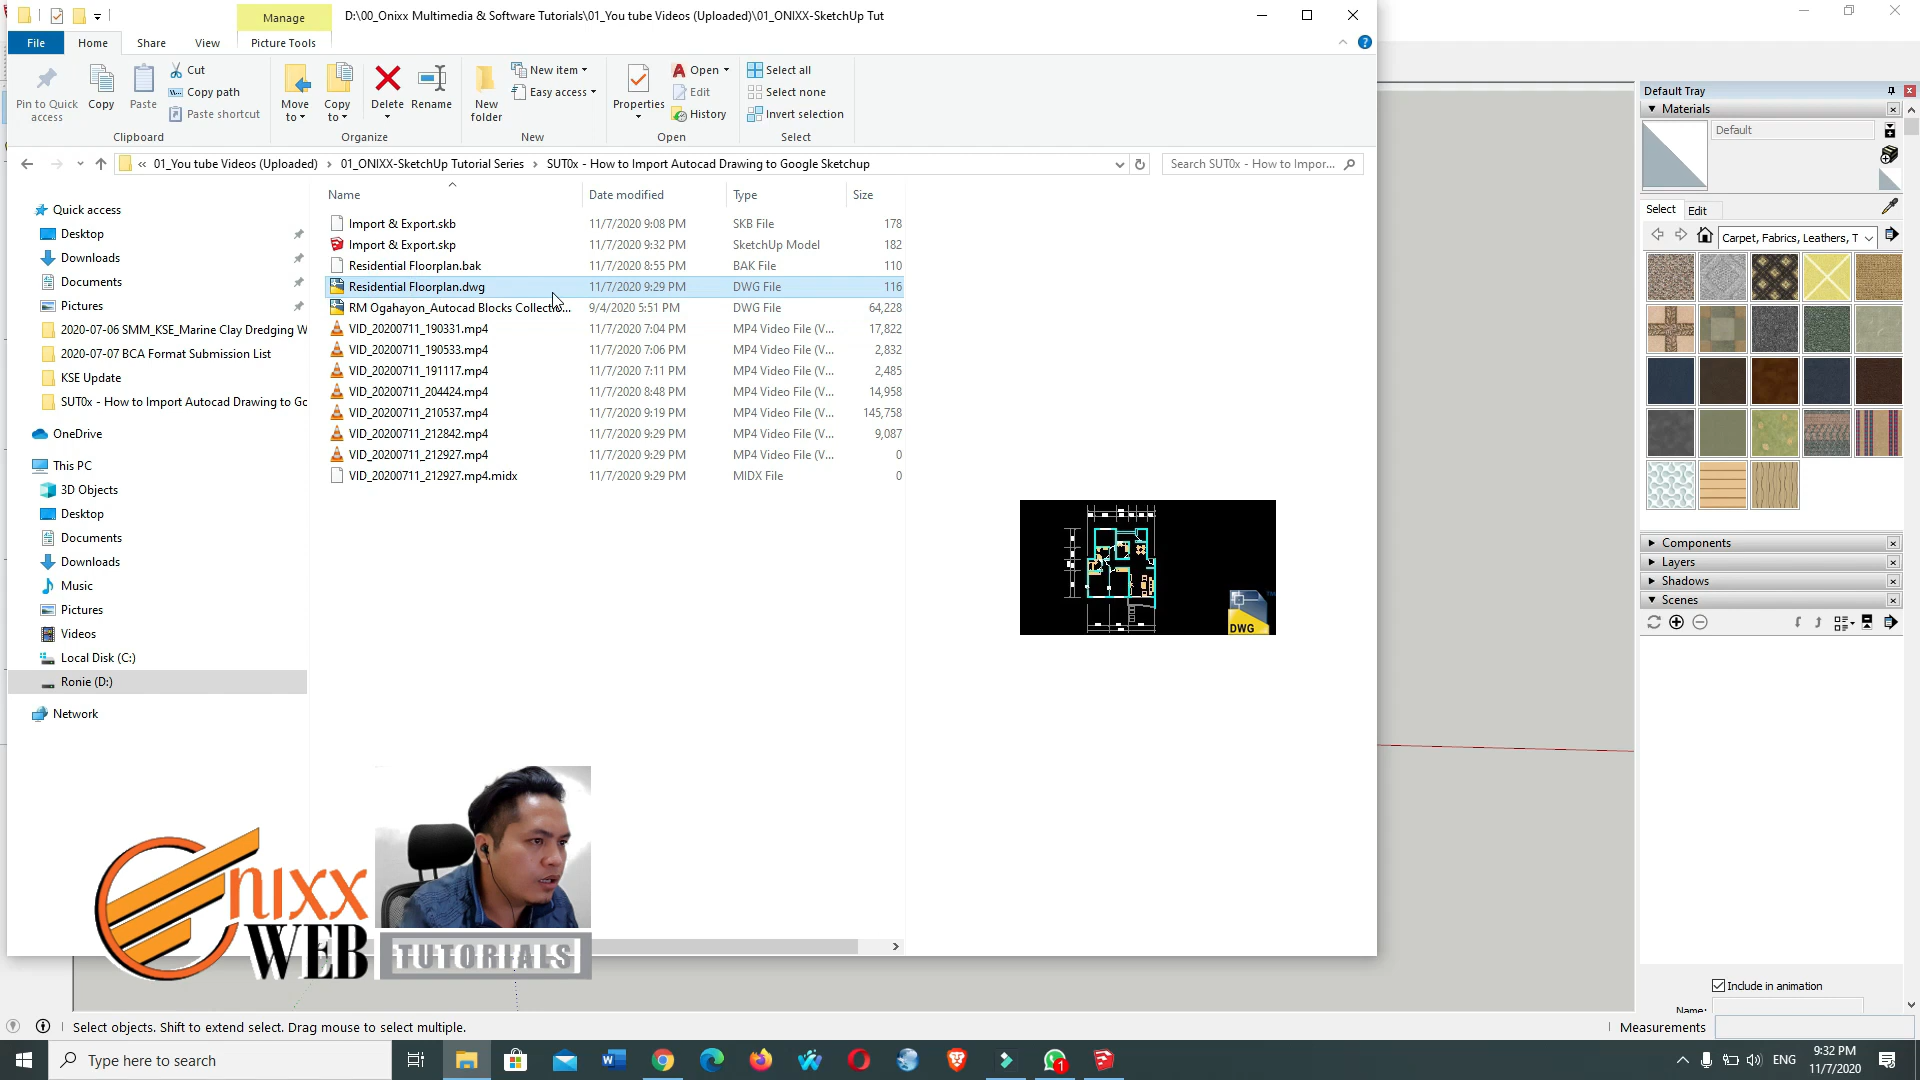 Manage
D:\00_Onixx Multimedia & Software Tutorials\01_You tube Videos (Uploaded)\01_ONIXX-SketchUp Tut
File
Home
Share
View
Picture Tools
Pin to Quick access
Copy
Paste
Cut
Copy path
Paste shortcut
Move to
Copy to
Delete
Rename
New folder
New item
Easy access
Properties
Open
Edit
History
Select all
Select none
Invert selection
Clipboard
Organize
New
Open
Select
« 01_You tube Videos (Uploaded) › 01_ONIXX-SketchUp Tutorial Series › SUT0x - How to Import Autocad Drawing to Google Sketchup
Search SUT0x - How to Impor...
Quick access
Desktop
Downloads
Documents
Pictures
2020-07-06 SMM_KSE_Marine Clay Dredging W
2020-07-07 BCA Format Submission List
KSE Update
SUT0x - How to Import Autocad Drawing to Go
OneDrive
This PC
3D Objects
Desktop
Documents
Downloads
Music
Pictures
Videos
Local Disk (C:)
Ronie (D:)
Network
Name Date modified Type Size
Import & Export.skb 11/7/2020 9:08 PM SKB File 178
Import & Export.skp 11/7/2020 9:32 PM SketchUp Model 182
Residential Floorplan.bak 11/7/2020 8:55 PM BAK File 110
Residential Floorplan.dwg 11/7/2020 9:29 PM DWG File 116
RM Ogahayon_Autocad Blocks Collectio... 9/4/2020 5:51 PM DWG File 64,228
VID_20200711_190331.mp4 11/7/2020 7:04 PM MP4 Video File (V... 17,822
VID_20200711_190533.mp4 11/7/2020 7:06 PM MP4 Video File (V... 2,832
VID_20200711_191117.mp4 11/7/2020 7:11 PM MP4 Video File (V... 2,485
VID_20200711_204424.mp4 11/7/2020 8:48 PM MP4 Video File (V... 14,958
VID_20200711_210537.mp4 11/7/2020 9:19 PM MP4 Video File (V... 145,758
VID_20200711_212842.mp4 11/7/2020 9:29 PM MP4 Video File (V... 9,087
VID_20200711_212927.mp4 11/7/2020 9:29 PM MP4 Video File (V... 0
VID_20200711_212927.mp4.midx 11/7/2020 9:29 PM MIDX File 0
DWG
Default Tray
Materials
Default
Select
Edit
Carpet, Fabrics, Leathers, T
Components
Layers
Shadows
Scenes
Include in animation
Name:
nixx
WEB
TUTORIALS
Select objects. Shift to extend select. Drag mouse to select multiple.
Measurements
Type here to search
1
ENG
9:32 PM
11/7/2020